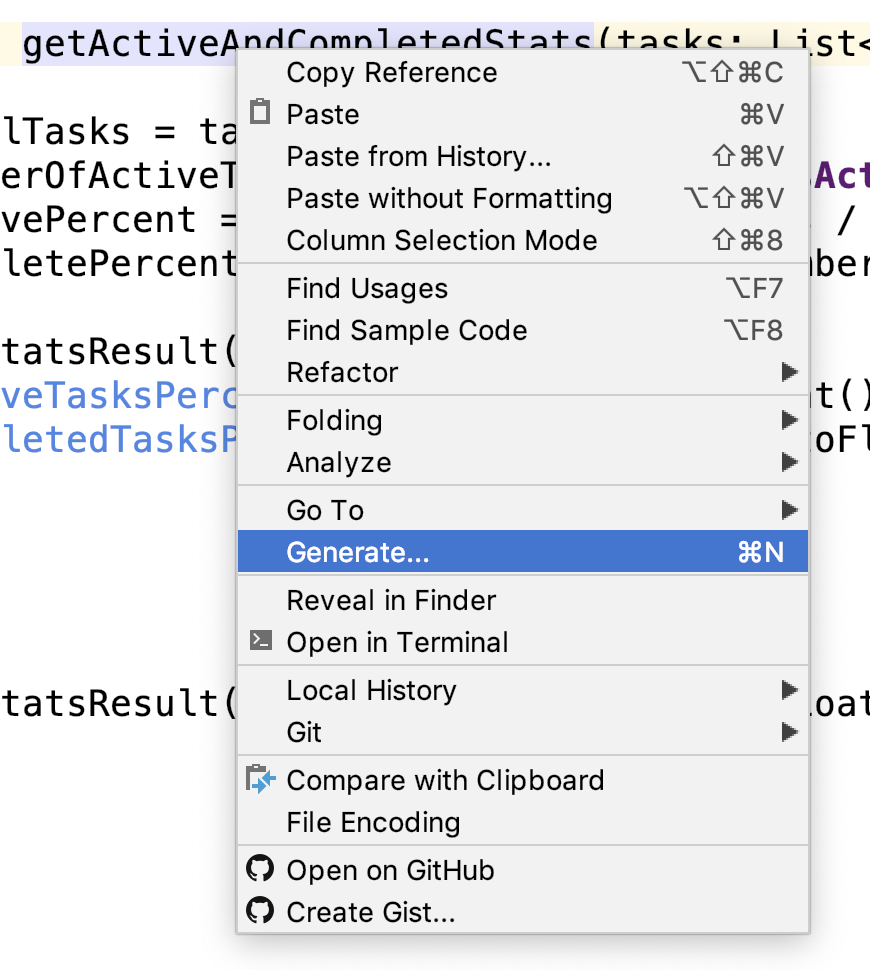 getActiveAndCompletedStats(tasks: List<
Copy Reference ⌥⇧⌘C
Paste ⌘V
lTasks = ta
Paste from History... ⇧⌘V
erOfActiveT Act
Paste without Formatting ⌥⇧⌘V
vePercent = /
Column Selection Mode ⇧⌘8
letePercent mber
Find Usages ⌥F7
Find Sample Code ⌥F8
tatsResult(
Refactor
veTasksPerc t()
Folding
letedTasksP toFl
Analyze
Go To
Generate... ⌘N
Reveal in Finder
Open in Terminal
Local History
tatsResult( loat
Git
Compare with Clipboard
File Encoding
Open on GitHub
Create Gist...